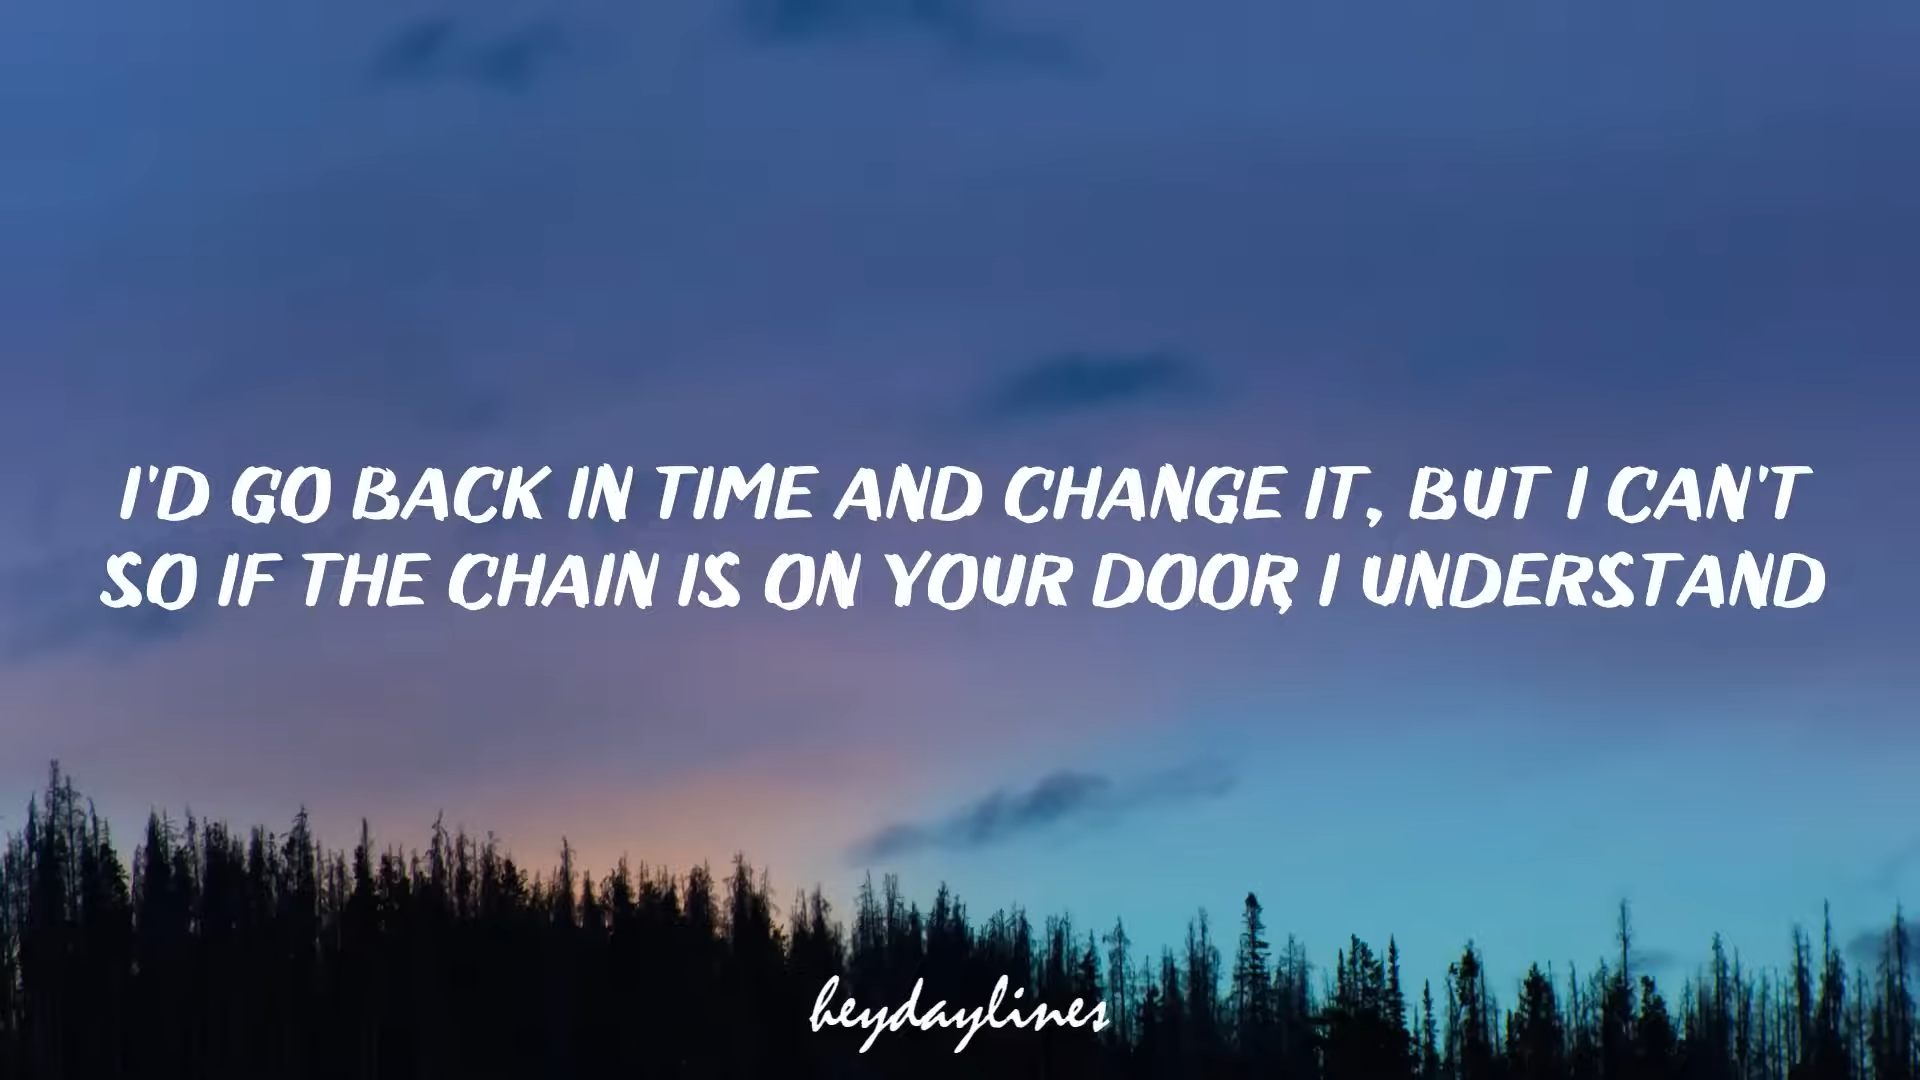 I'D GO BACK IN TIME AND CHANGE IT, BUT I CAN'T
SO IF THE CHAIN IS ON YOUR DOOR, I UNDERSTAND
heydaylines